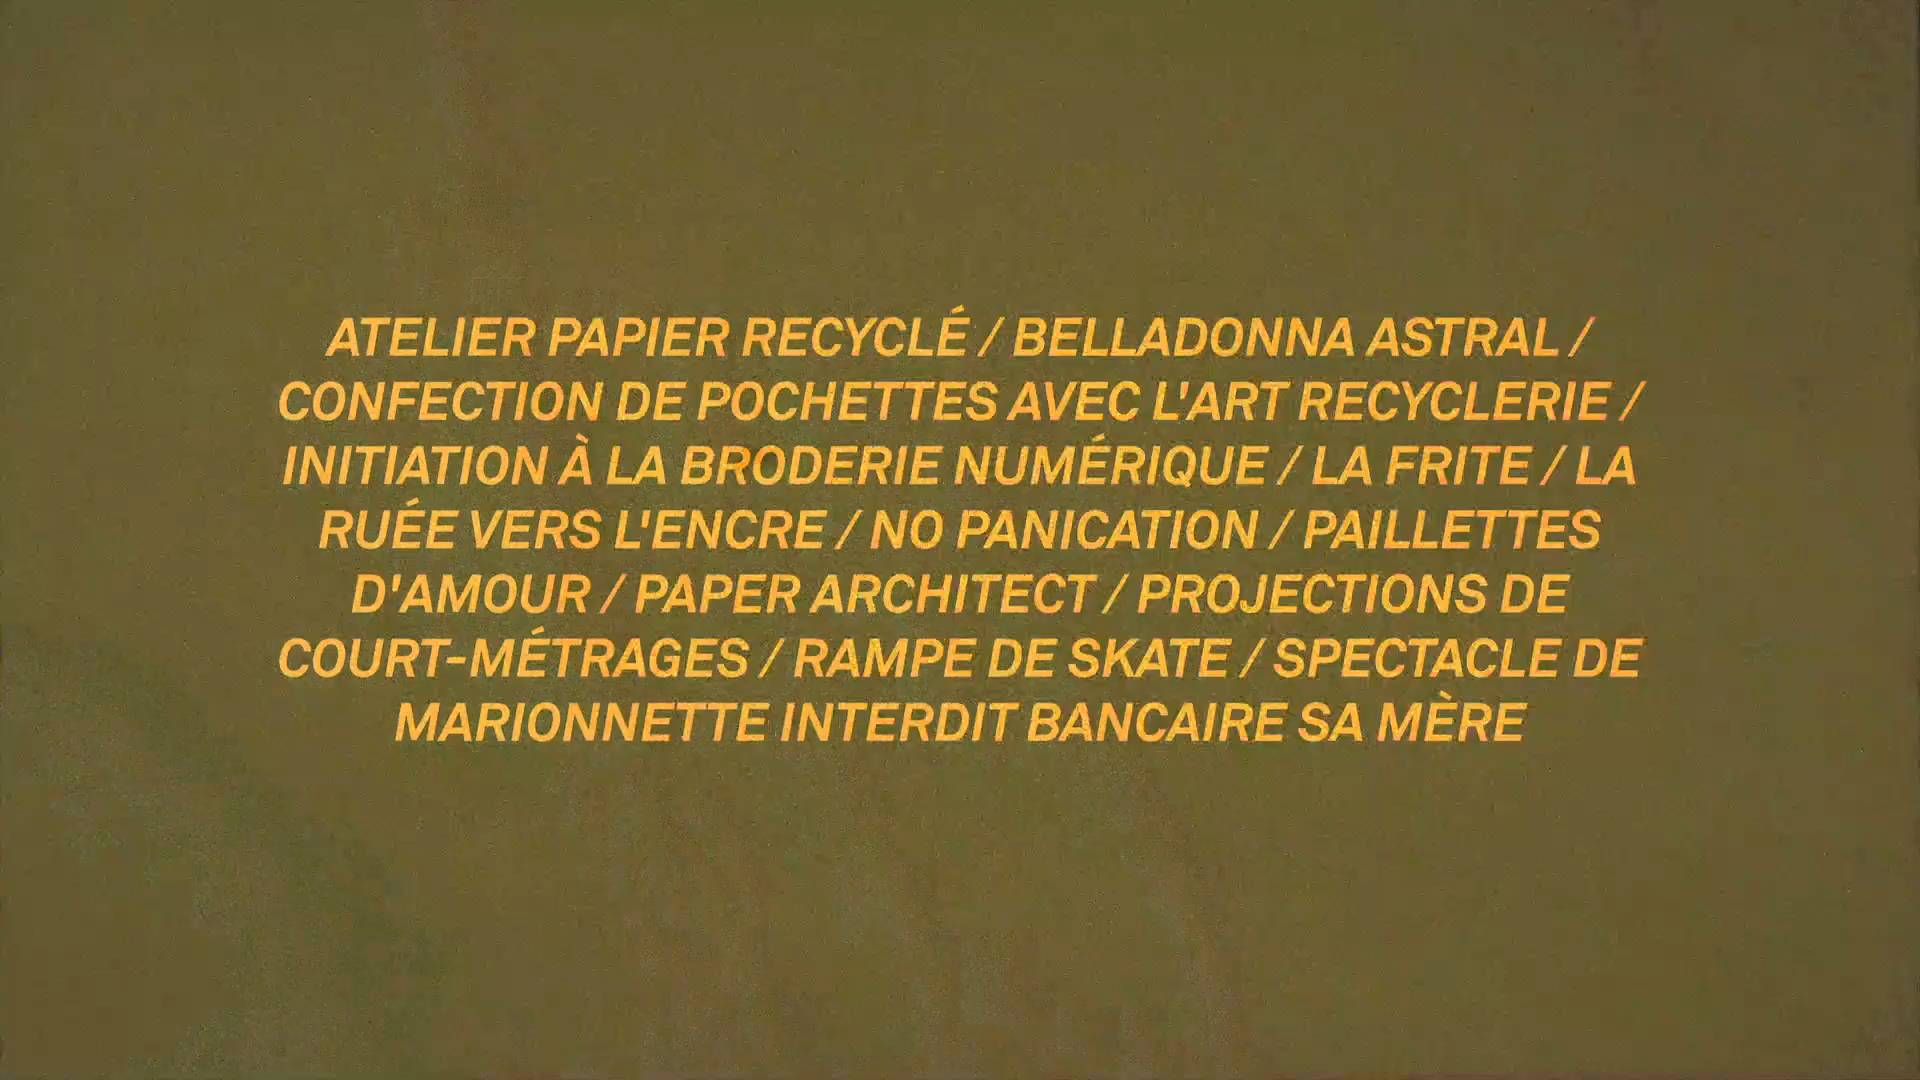 ATELIER PAPIER RECYCLÉ / BELLADONNA ASTRAL /
CONFECTION DE POCHETTES AVEC L'ART RECYCLERIE /
INITIATION À LA BRODERIE NUMÉRIQUE / LA FRITE / LA
RUÉE VERS L'ENCRE / NO PANICATION / PAILLETTES
D'AMOUR / PAPER ARCHITECT / PROJECTIONS DE
COURT-MÉTRAGES / RAMPE DE SKATE / SPECTACLE DE
MARIONNETTE INTERDIT BANCAIRE SA MÈRE